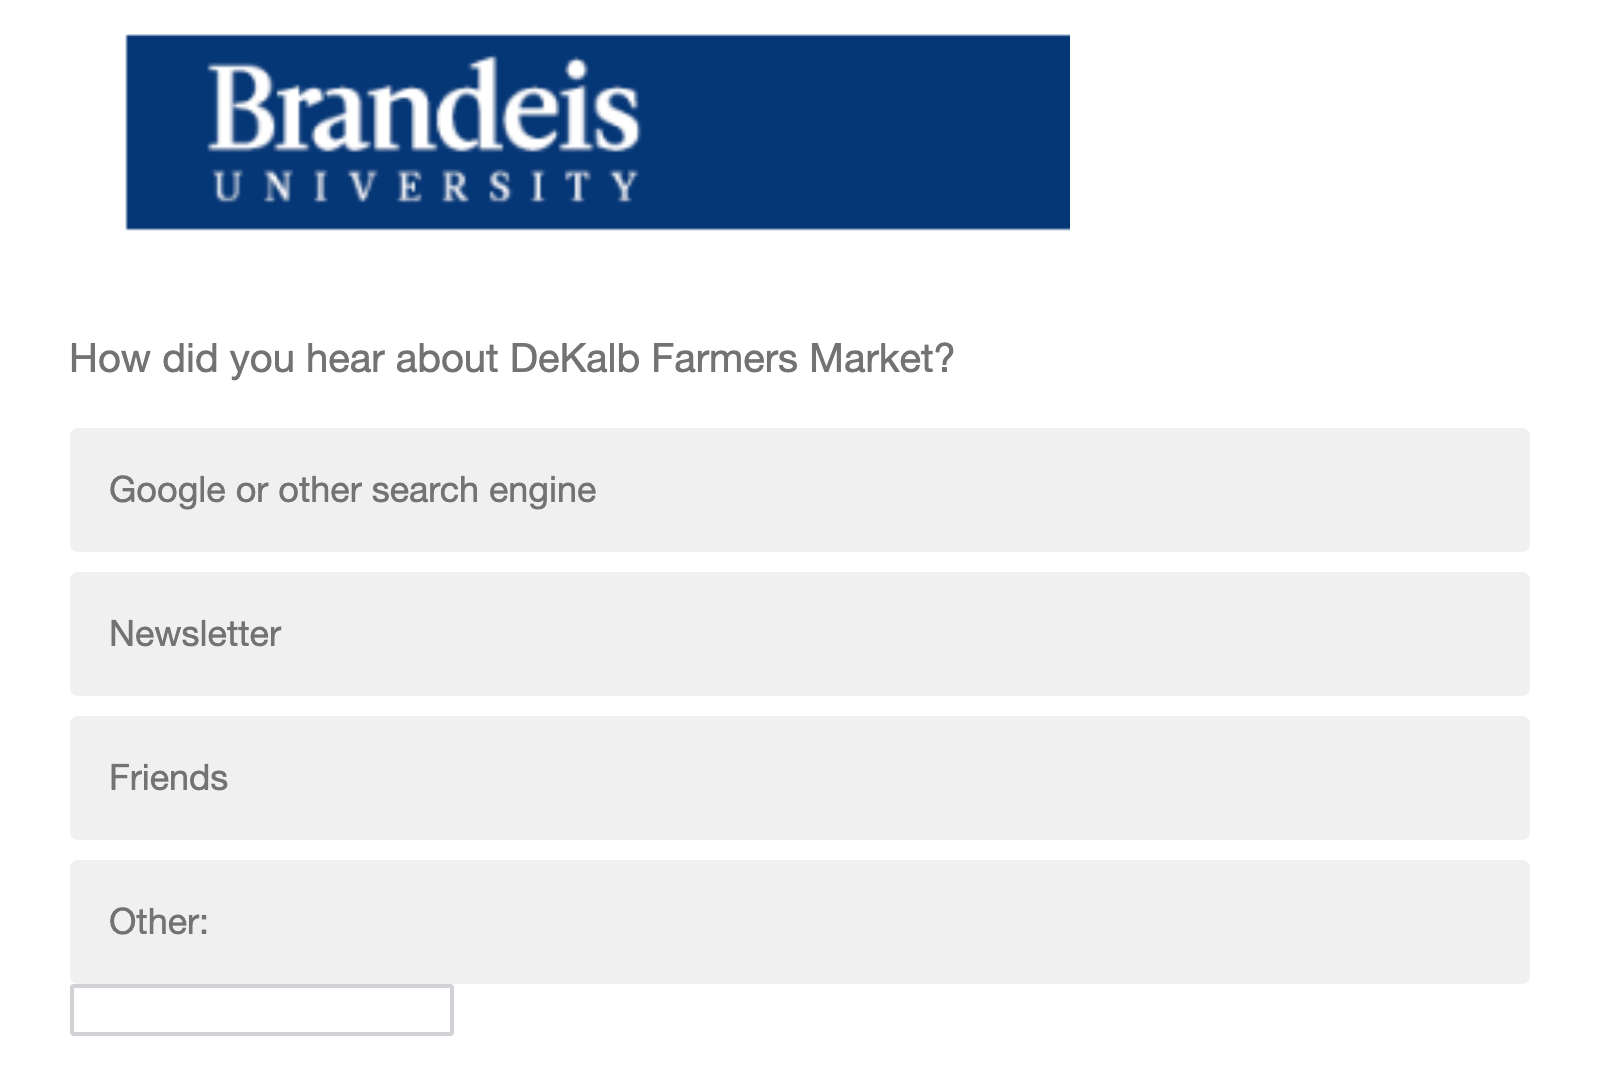 Brandeis
UNIVERSITY
How did you hear about DeKalb Farmers Market?
Google or other search engine
Newsletter
Friends
Other: